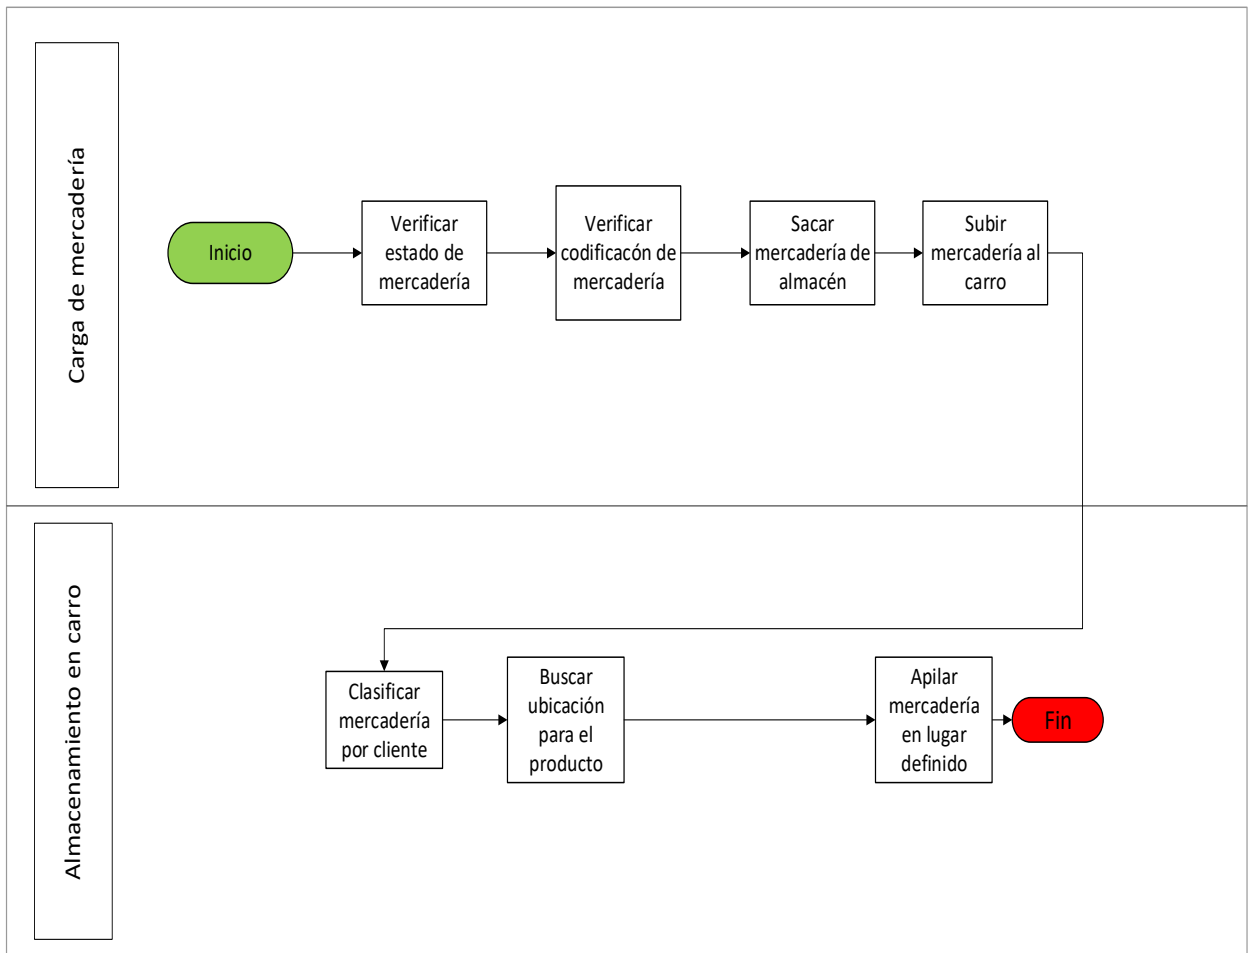 Carga de mercadería
Inicio
Verificar
estado de
mercadería
Verificar
codificacón de
mercadería
Sacar
mercadería de
almacén
Subir
mercadería al
carro
Almacenamiento en carro
Clasificar
mercadería
por cliente
Buscar
ubicación
para el
producto
Apilar
mercadería
en lugar
definido
Fin